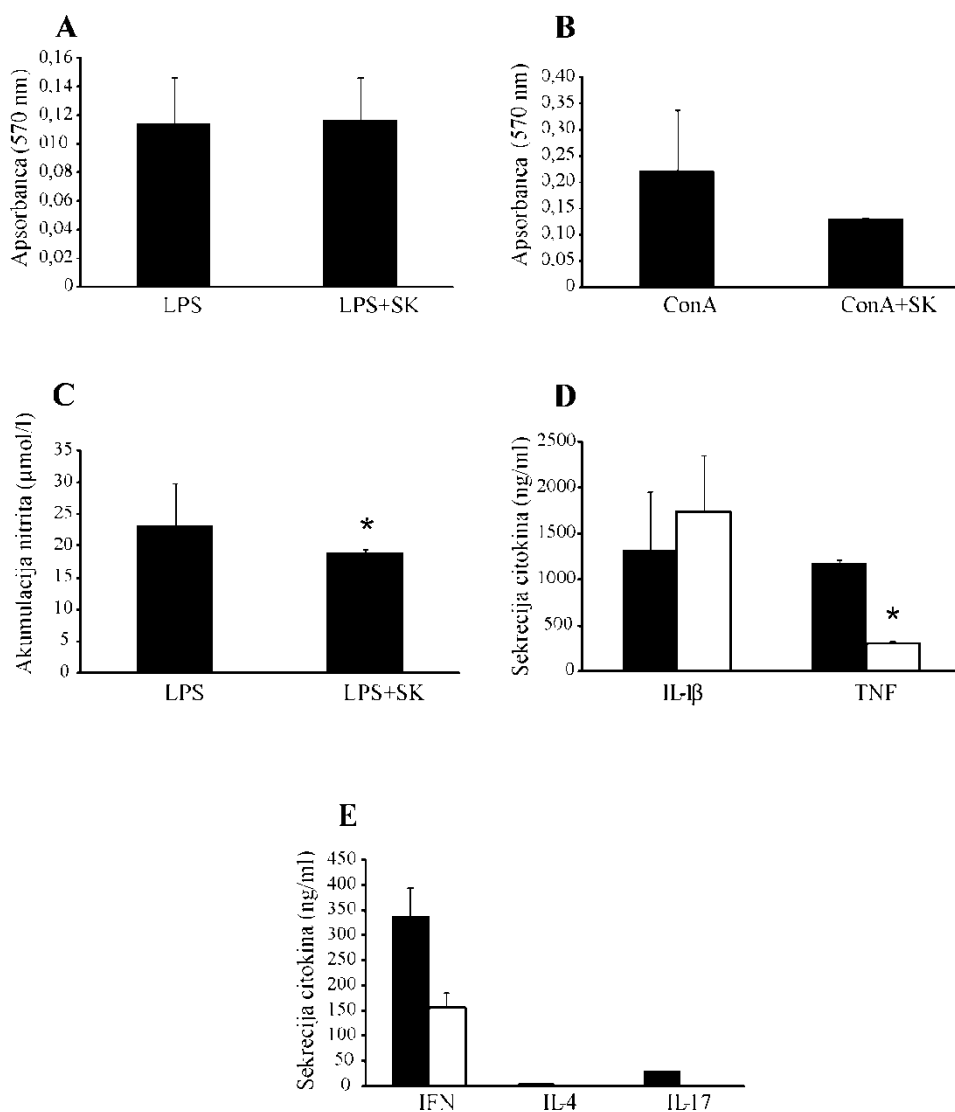 A
Apsorbanca (570 nm)
0,16
0,14
0,12
010
0,08
0,06
0,04
0,02
0
LPS
LPS+SK
B
Apsorbanca (570 nm)
0,40
0,35
0,30
0,25
0,20
0,15
0,10
0,05
0
ConA
ConA+SK
C
Akumulacija nitrita (µmol/l)
35
30
25
20
15
10
5
0
*
LPS
LPS+SK
D
Sekrecija citokina (ng/ml)
2500
2000
1500
1000
500
0
*
IL-1β
TNF
E
Sekrecija citokina (ng/ml)
450
400
350
300
250
200
150
100
50
0
IFN
IL-4
IL-17